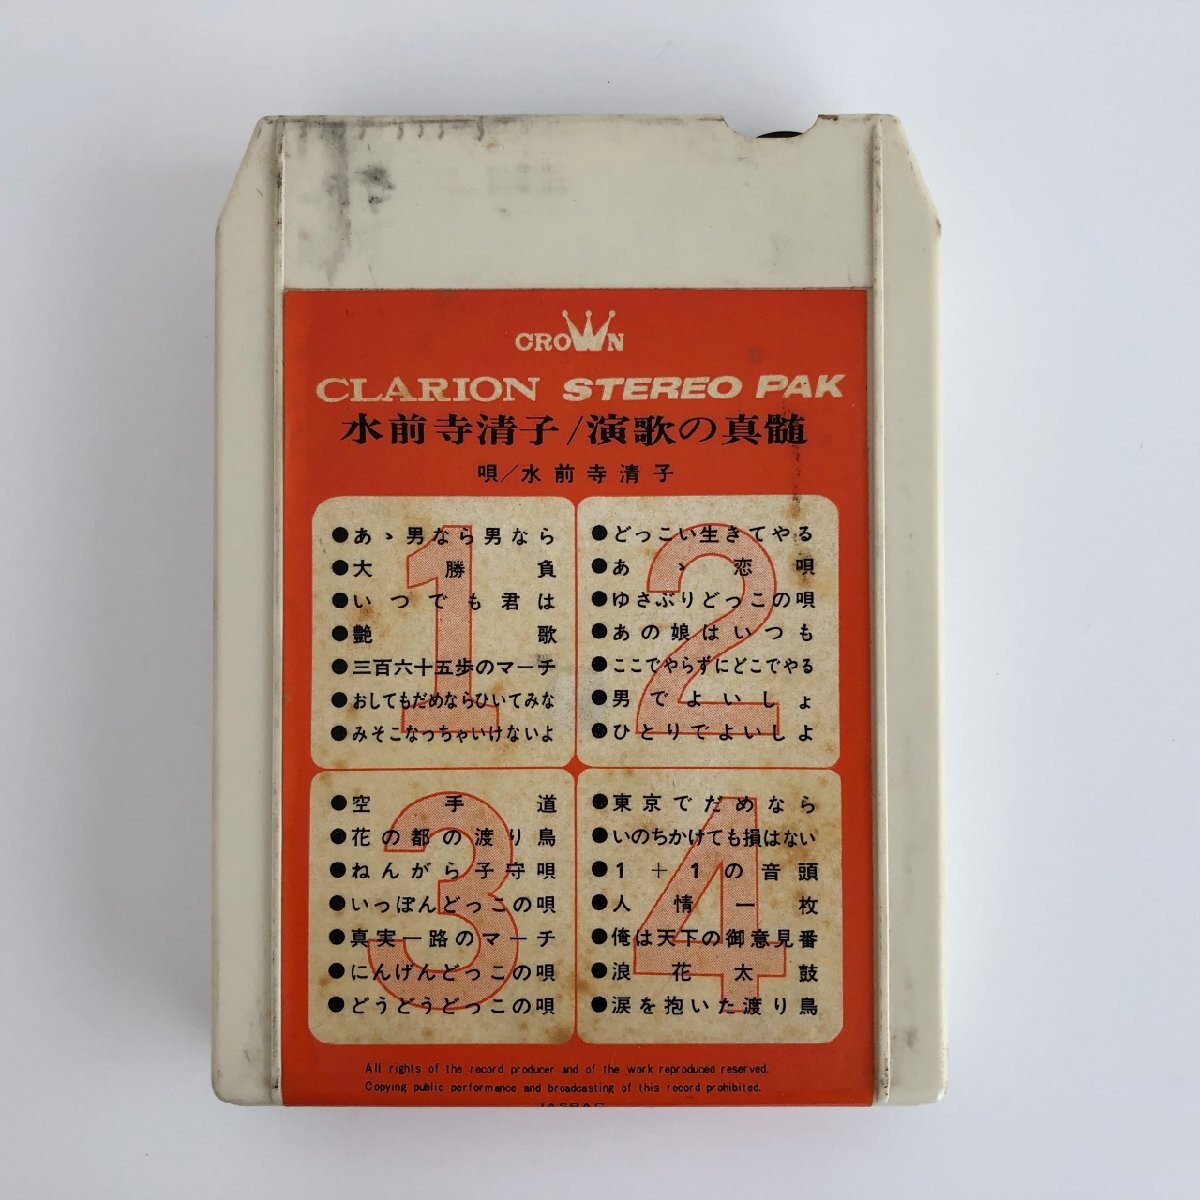 CROWN
CLARION STEREO PAK
水前寺清子/演歌の真髄
唄/水前寺清子
1
●あゝ男なら男なら
●大勝負
●いつでも君は
●艶歌
●三百六十五歩のマーチ
●おしてもだめならひいてみな
●みそこなっちゃいけないよ
2
●どっこい生きてやる
●あゝ恋唄
●ゆさぶりどっこの唄
●あの娘はいつも
●ここでやらずにどこでやる
●男でよいしょ
●ひとりでよいしよ
3
●空手道
●花の都の渡り鳥
●ねんがら子守唄
●いっぽんどっこの唄
●真実一路のマーチ
●にんげんどっこの唄
●どうどうどっこの唄
4
●東京でだめなら
●いのちかけても損はない
●1+1の音頭
●人情一枚
●俺は天下の御意見番
●浪花太鼓
●涙を抱いた渡り鳥
All rights of the record producer and of the work reproduced reserved.
Copying public performance and broadcasting of this record prohibited.
JASRAC